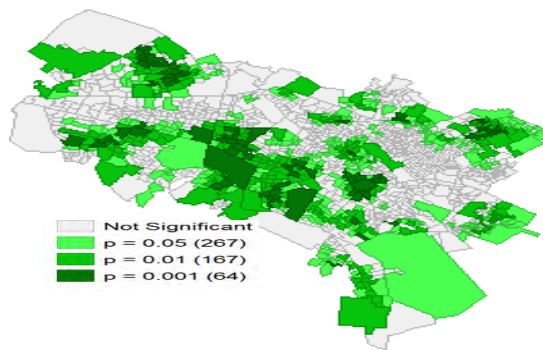 Not Significant
p = 0.05 (267)
p = 0.01 (167)
p = 0.001 (64)